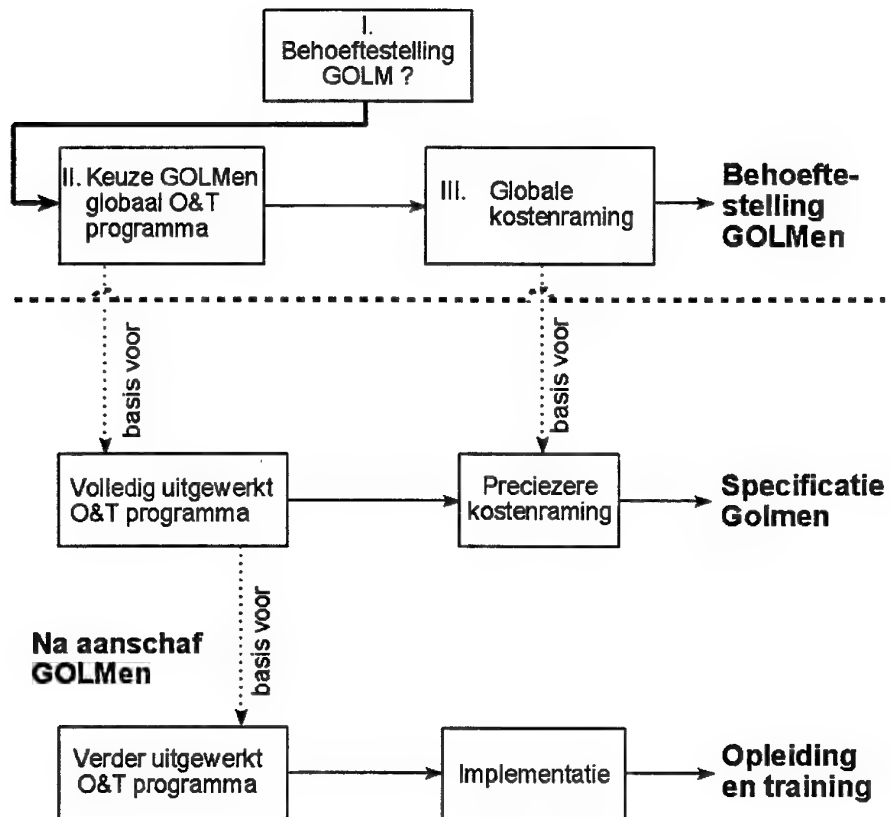 I.
Behoeftestelling
GOLM ?
II. Keuze GOLMen
globaal O&T
programma
III. Globale
kostenraming
Behoefte-
stelling
GOLMen
basis voor
basis voor
Volledig uitgewerkt
O&T programma
Preciezere
kostenraming
Specificatie
Golmen
Na aanschaf
GOLMen
basis voor
Verder uitgewerkt
O&T programma
Implementatie
Opleiding
en training